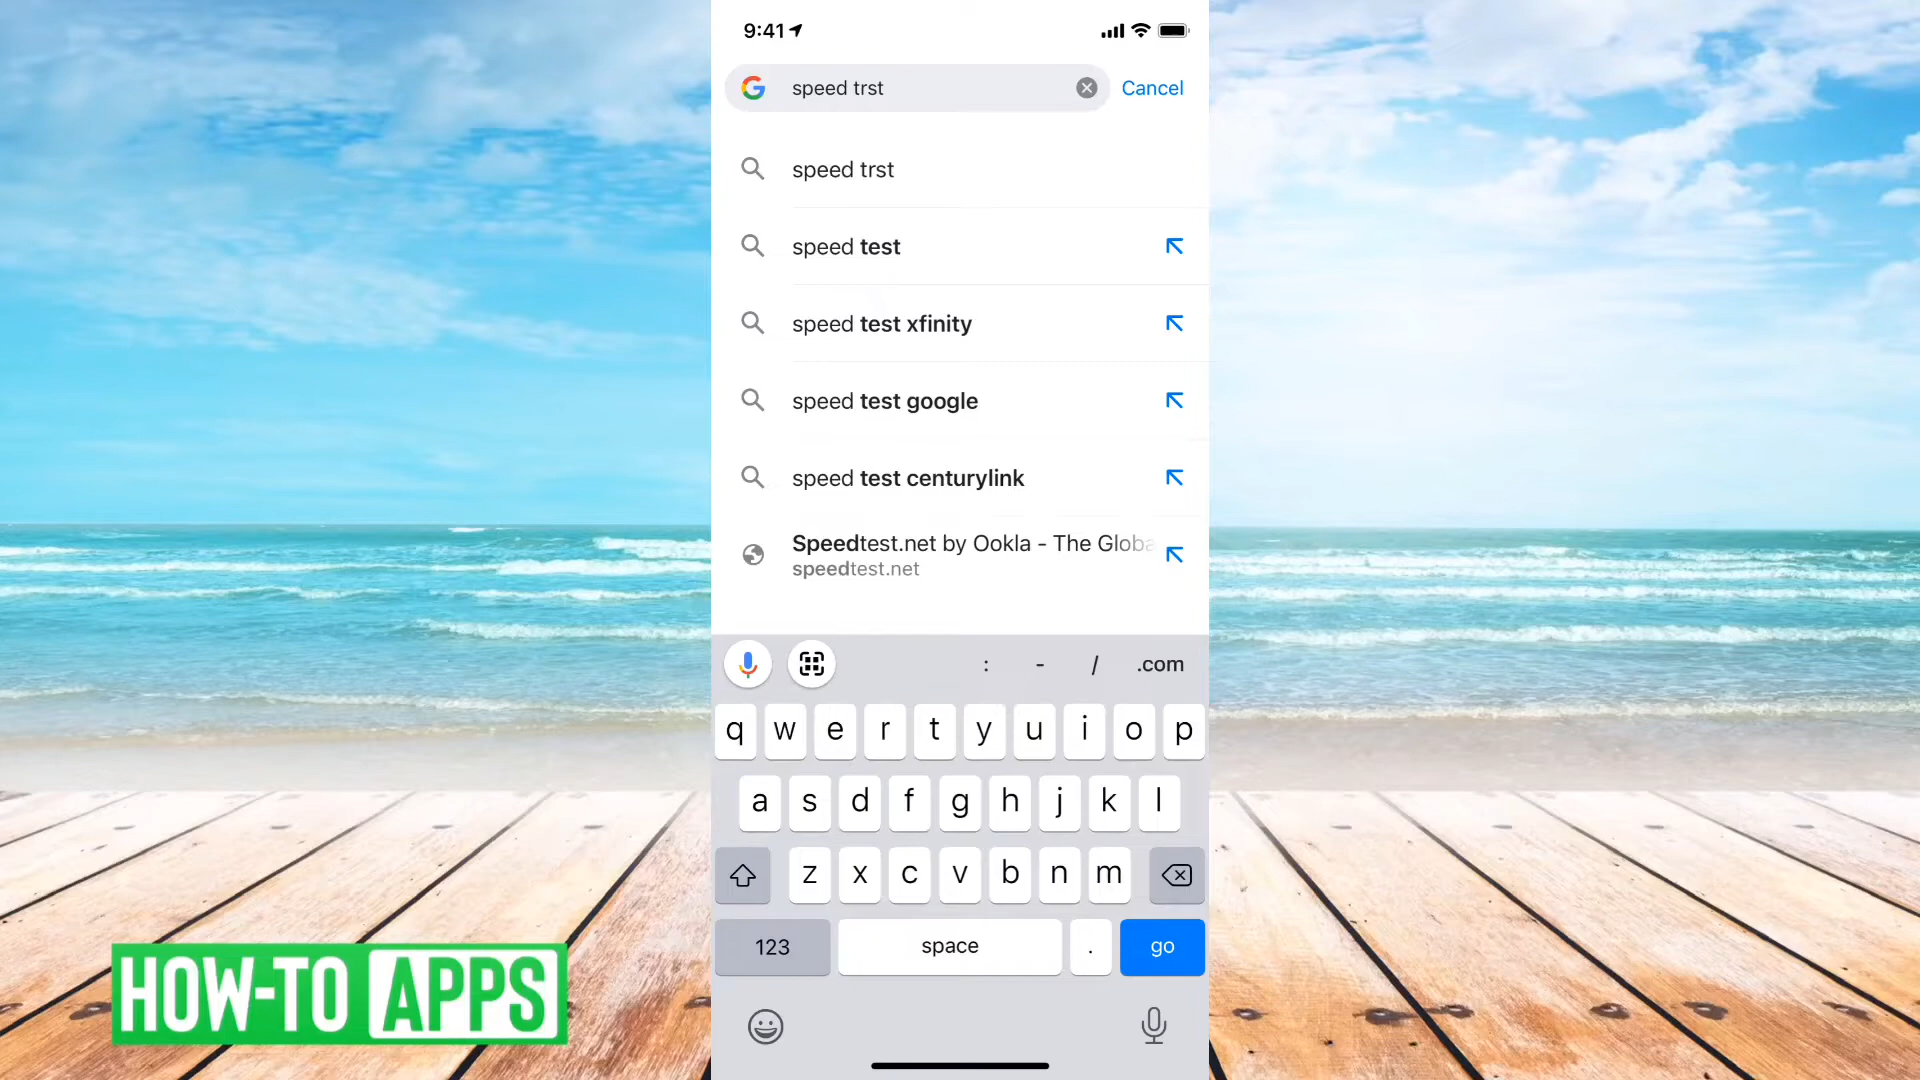 9:41
speed trst
Cancel
speed trst
speed test
speed test xfinity
speed test google
speed test centurylink
Speedtest.net by Ookla - The Globa
speedtest.net
: - / .com
q w e r t y u i o p
a s d f g h j k l
z x c v b n m
123 space . go
HOW-TO APPS